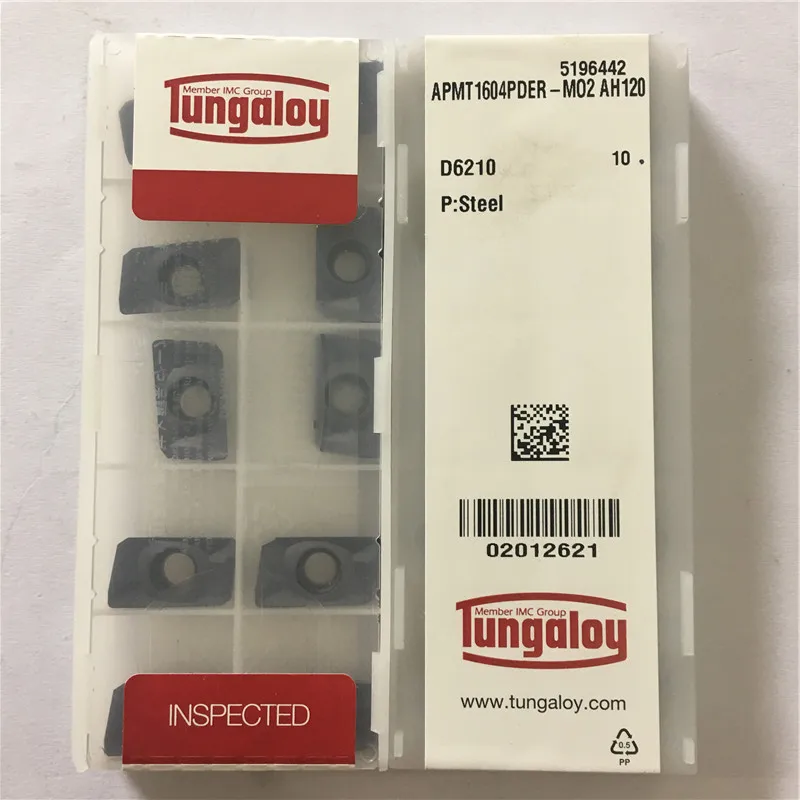 Member IMC Group
Tungaloy
INSPECTED
5196442
APMT1604PDER-MO2 AH120
D6210 10.
P:Steel
02012621
Member IMC Group
Tungaloy
www.tungaloy.com
0.5
PP